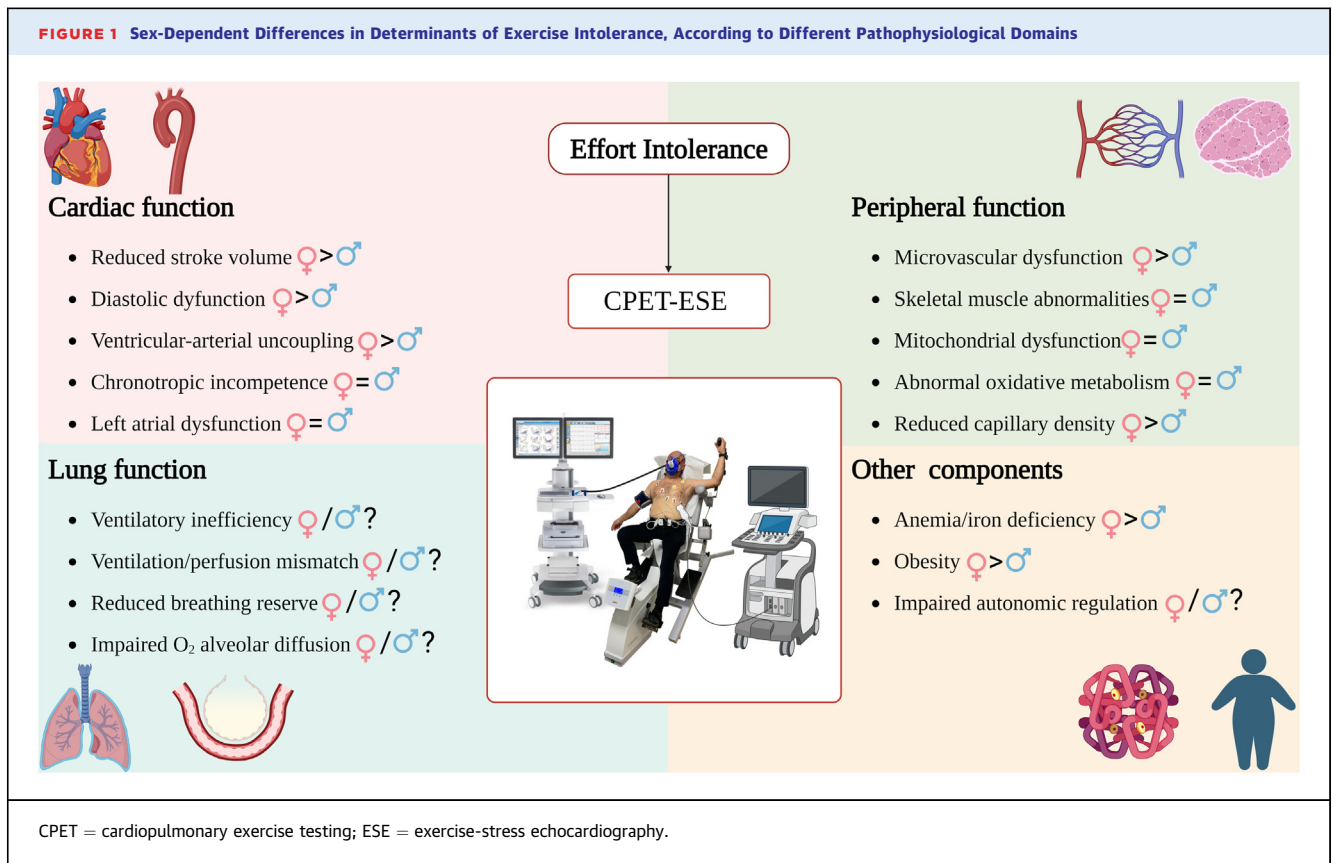 FIGURE 1 Sex-Dependent Differences in Determinants of Exercise Intolerance, According to Different Pathophysiological Domains
Effort Intolerance
CPET-ESE
Cardiac function
• Reduced stroke volume ♀>♂
• Diastolic dyfunction ♀>♂
• Ventricular-arterial uncoupling ♀>♂
• Chronotropic incompetence ♀=♂
• Left atrial dysfunction ♀=♂
Peripheral function
• Microvascular dysfunction ♀>♂
• Skeletal muscle abnormalities♀=♂
• Mitochondrial dysfunction♀=♂
• Abnormal oxidative metabolism ♀=♂
• Reduced capillary density ♀>♂
Lung function
• Ventilatory inefficiency ♀/♂?
• Ventilation/perfusion mismatch ♀/♂?
• Reduced breathing reserve ♀/♂?
• Impaired O₂ alveolar diffusion ♀/♂?
Other components
• Anemia/iron deficiency ♀>♂
• Obesity ♀>♂
• Impaired autonomic regulation ♀/♂?
CPET = cardiopulmonary exercise testing; ESE = exercise-stress echocardiography.